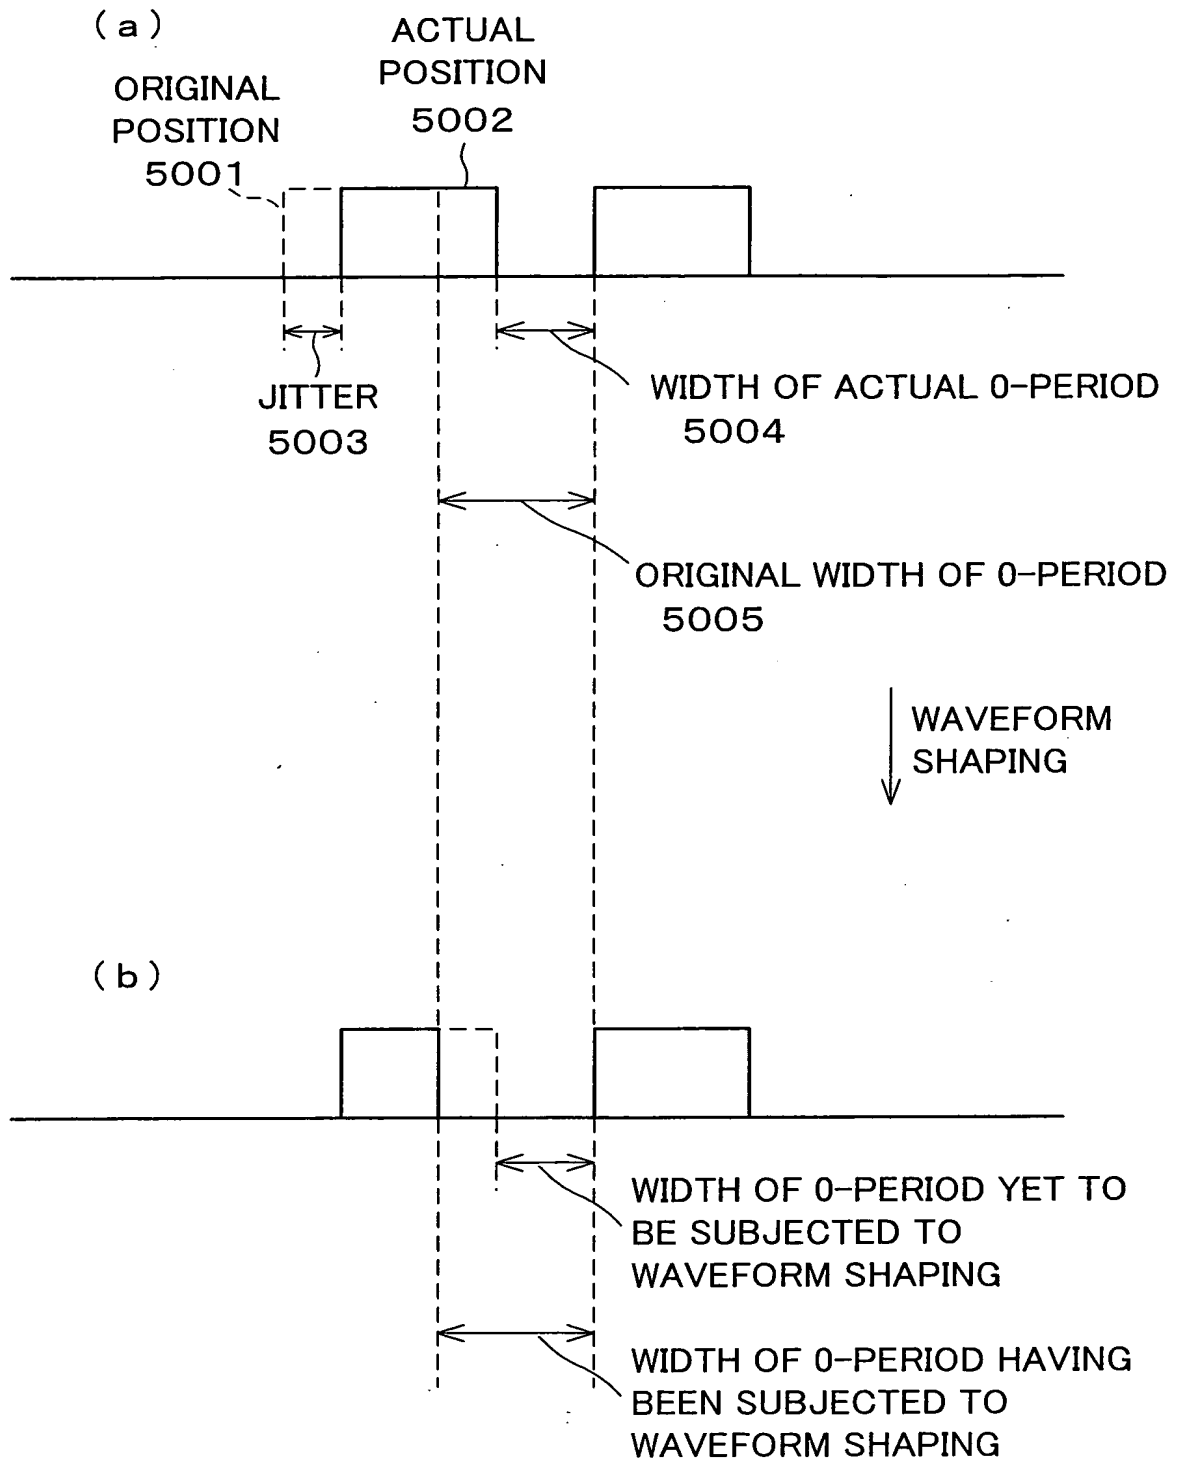 (a)
ACTUAL
POSITION
5002
ORIGINAL
POSITION
5001
JITTER
5003
WIDTH OF ACTUAL 0-PERIOD
5004
ORIGINAL WIDTH OF 0-PERIOD
5005
WAVEFORM
SHAPING
(b)
WIDTH OF 0-PERIOD YET TO
BE SUBJECTED TO
WAVEFORM SHAPING
WIDTH OF 0-PERIOD HAVING
BEEN SUBJECTED TO
WAVEFORM SHAPING